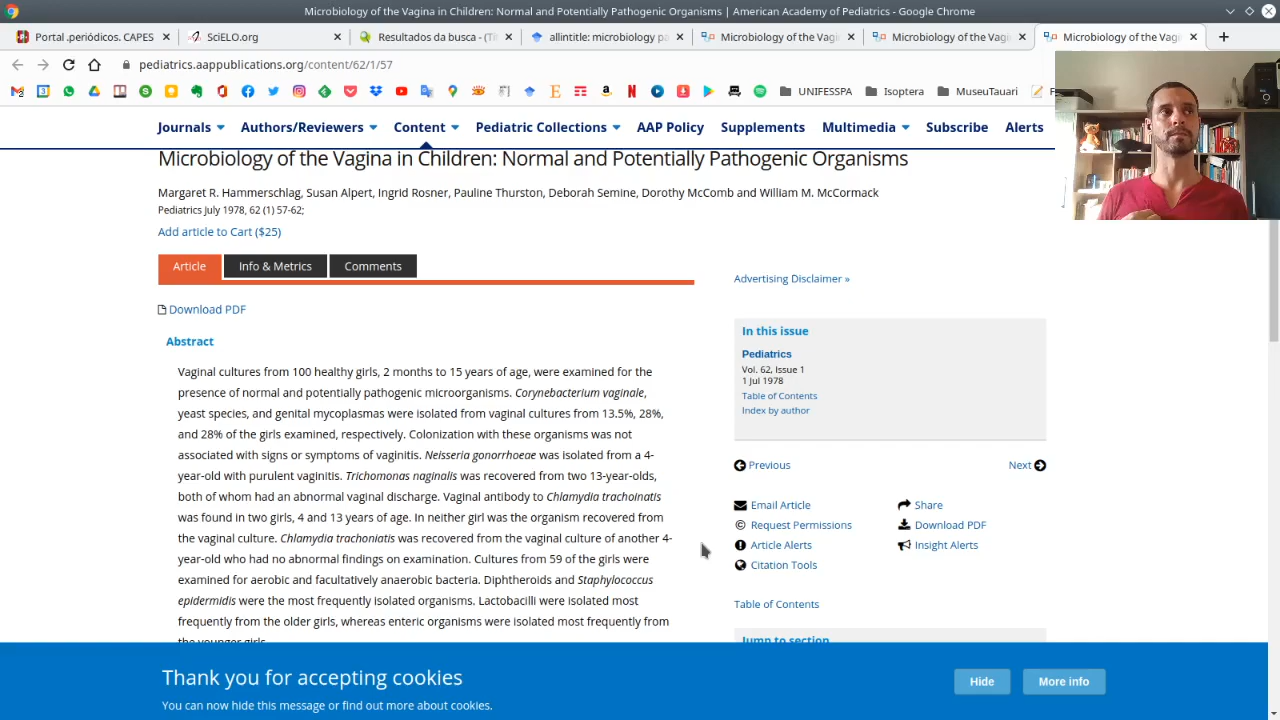 Microbiology of the Vagina in Children: Normal and Potentially Pathogenic Organisms | American Academy of Pediatrics - Google Chrome
Portal .periódicos. CAPES
SciELO.org
Resultados da busca - (Tí
allintitle: microbiology pa
Microbiology of the Vagi
Microbiology of the Vagi
Microbiology of the Vagi
pediatrics.aappublications.org/content/62/1/57
UNIFESSPA
Isoptera
MuseuTauari
Journals
Authors/Reviewers
Content
Pediatric Collections
AAP Policy
Supplements
Multimedia
Subscribe
Alerts
Microbiology of the Vagina in Children: Normal and Potentially Pathogenic Organisms
Margaret R. Hammerschlag, Susan Alpert, Ingrid Rosner, Pauline Thurston, Deborah Semine, Dorothy McComb and William M. McCormack
Pediatrics July 1978, 62 (1) 57-62;
Add article to Cart ($25)
Article
Info & Metrics
Comments
Download PDF
Abstract
Vaginal cultures from 100 healthy girls, 2 months to 15 years of age, were examined for the
presence of normal and potentially pathogenic microorganisms. Corynebacterium vaginale,
yeast species, and genital mycoplasmas were isolated from vaginal cultures from 13.5%, 28%,
and 28% of the girls examined, respectively. Colonization with these organisms was not
associated with signs or symptoms of vaginitis. Neisseria gonorrhoeae was isolated from a 4-
year-old with purulent vaginitis. Trichomonas naginalis was recovered from two 13-year-olds,
both of whom had an abnormal vaginal discharge. Vaginal antibody to Chlamydia trachoinatis
was found in two girls, 4 and 13 years of age. In neither girl was the organism recovered from
the vaginal culture. Chlamydia trachoniatis was recovered from the vaginal culture of another 4-
year-old who had no abnormal findings on examination. Cultures from 59 of the girls were
examined for aerobic and facultatively anaerobic bacteria. Diphtheroids and Staphylococcus
epidermidis were the most frequently isolated organisms. Lactobacilli were isolated most
frequently from the older girls, whereas enteric organisms were isolated most frequently from
the younger girls.
Advertising Disclaimer »
In this issue
Pediatrics
Vol. 62, Issue 1
1 Jul 1978
Table of Contents
Index by author
Previous
Next
Email Article
Share
Request Permissions
Download PDF
Article Alerts
Insight Alerts
Citation Tools
Table of Contents
Jump to section
Thank you for accepting cookies
You can now hide this message or find out more about cookies.
Hide
More info